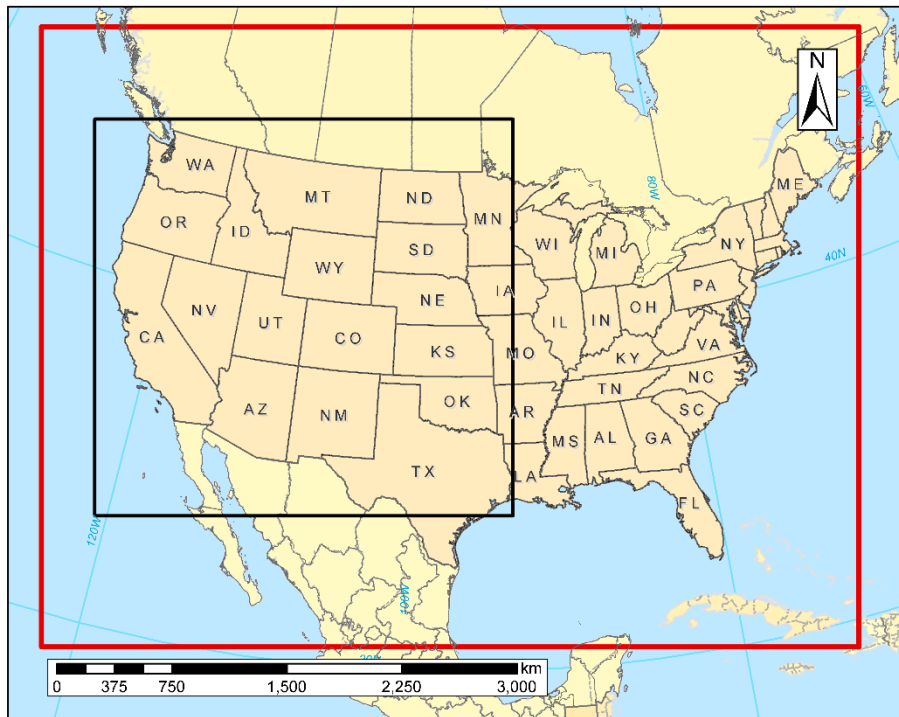 N
60W
WA
ME
MT
ND
80W
OR
MN
ID
WI
NY
SD
MI
40N
WY
PA
IA
NE
OH
NV
IL
IN
UT
CO
CA
VA
KS
MO
KY
NC
TN
OK
AZ
NM
AR
SC
MS
AL
GA
TX
LA
FL
120W
100W
20N
km
0
375
750
1,500
2,250
3,000